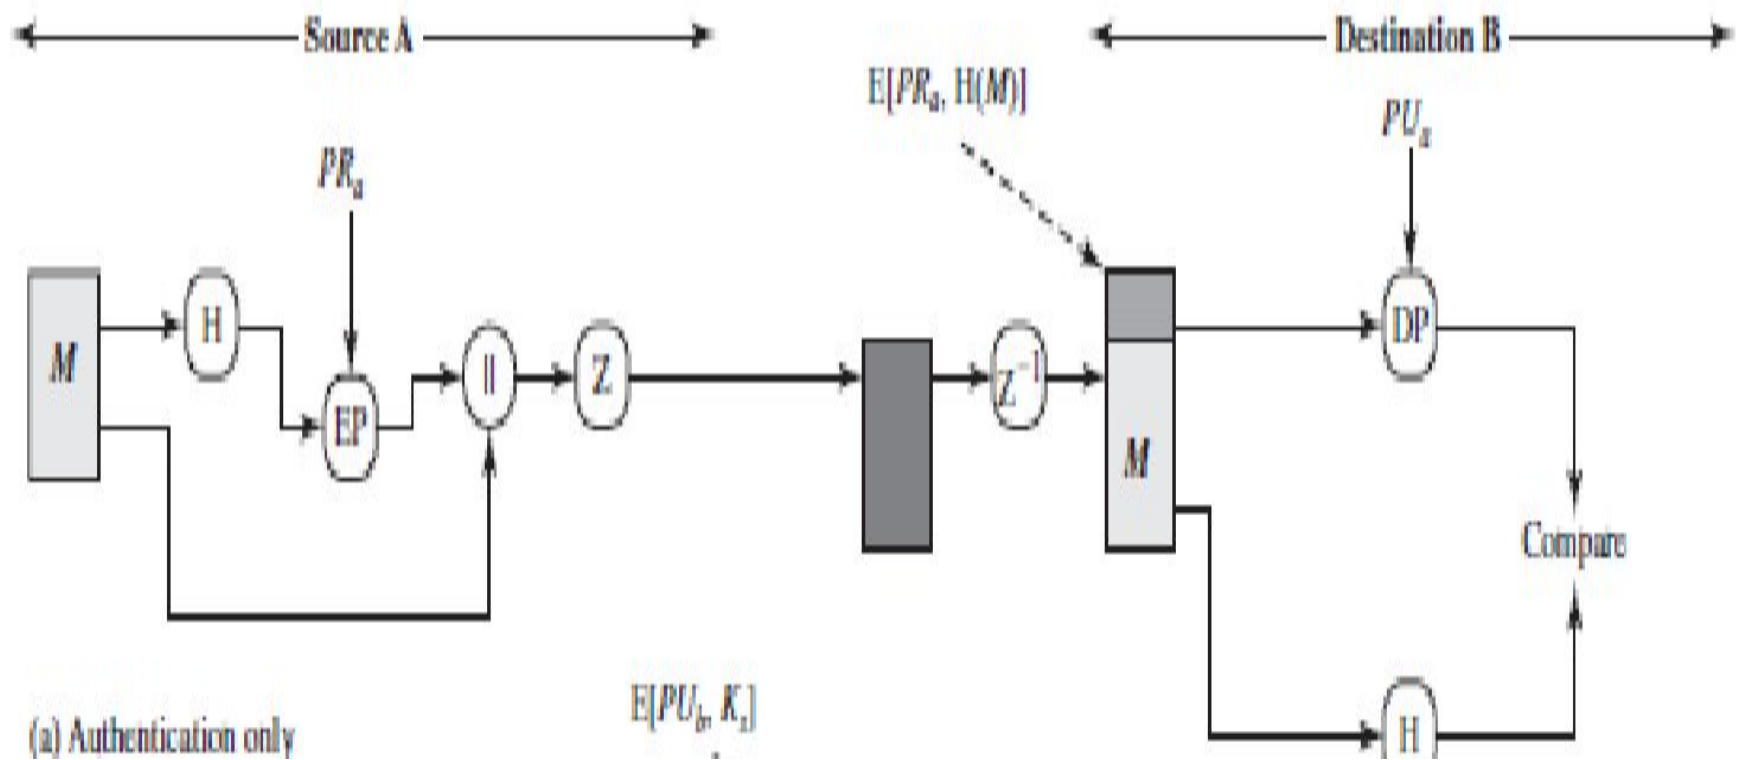 Source A
Destination B
E[PRa, H(M)]
PUa
PRa
M
H
EP
||
Z
Z^-1
M
DP
Compare
H
E[PUb, Ks]
(a) Authentication only